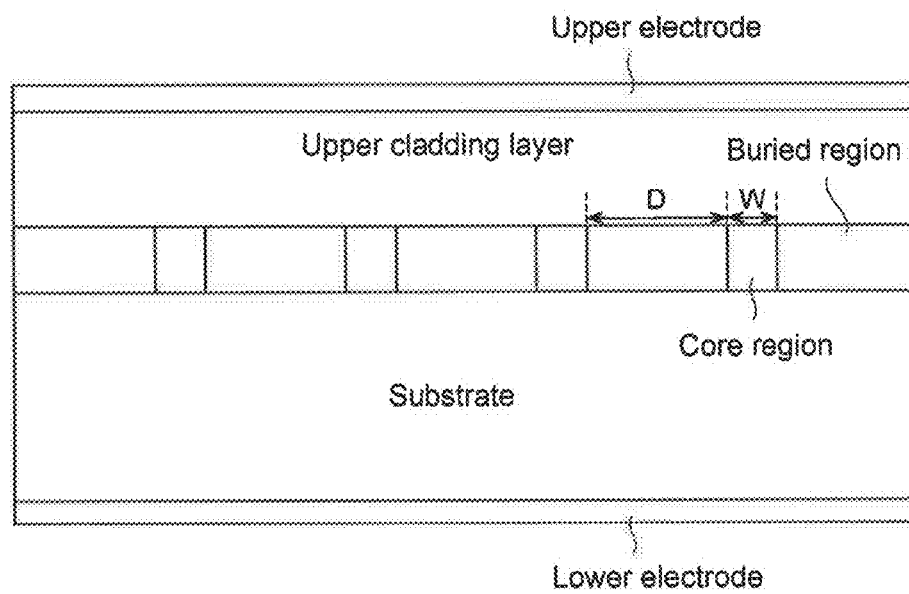 Upper electrode
Upper cladding layer
Buried region
D
W
Core region
Substrate
Lower electrode